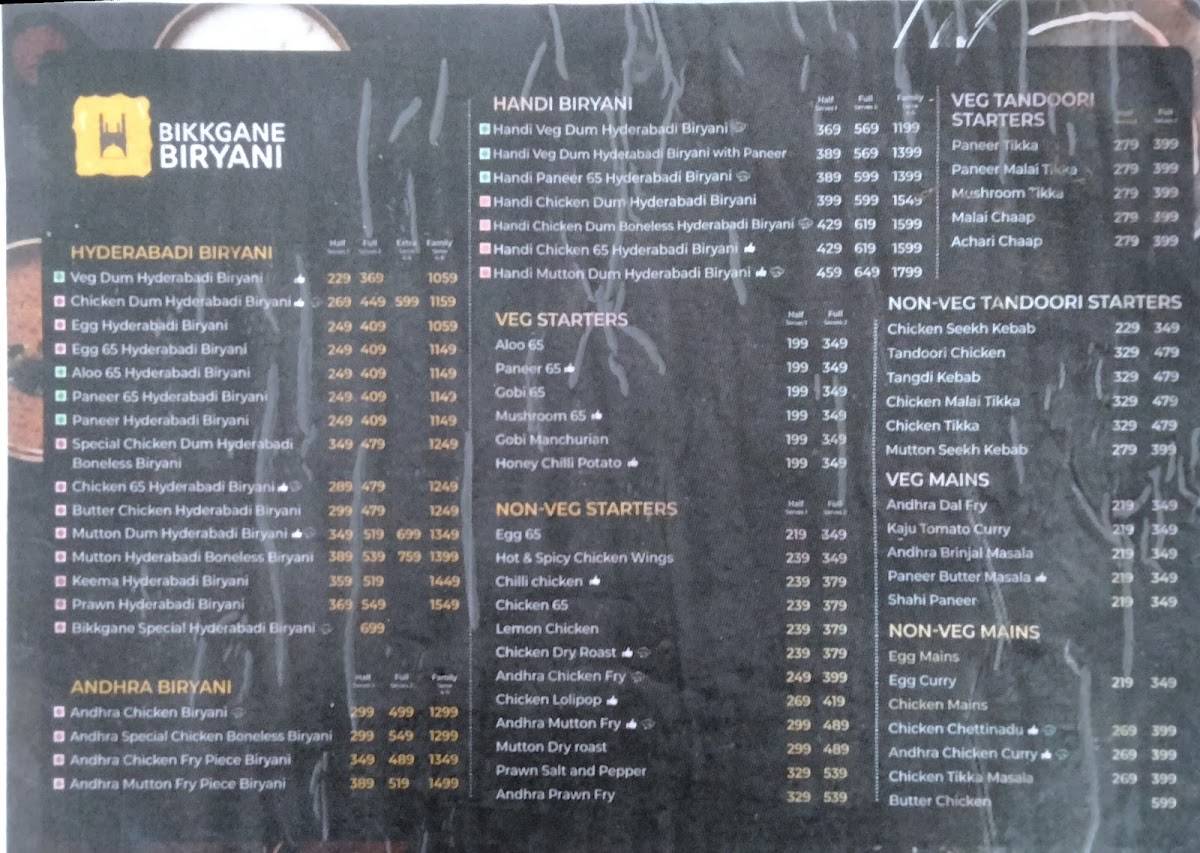 BIKKGANE
BIRYANI
HYDERABADI BIRYANI
Half Full Extra Family
Veg Dum Hyderabadi Biryani 229 369 1059
Chicken Dum Hyderabadi Biryani 269 449 599 1159
Egg Hyderabadi Biryani 249 409 1059
Egg 65 Hyderabadi Biryani 249 409 1149
Aloo 65 Hyderabadi Biryani 249 409 1149
Paneer 65 Hyderabadi Biryani 249 409 1149
Paneer Hyderabadi Biryani 249 409 1149
Special Chicken Dum Hyderabadi 349 479 1249
Boneless Biryani
Chicken 65 Hyderabadi Biryani 289 479 1249
Butter Chicken Hyderabadi Biryani 299 479 1249
Mutton Dum Hyderabadi Biryani 349 519 699 1349
Mutton Hyderabadi Boneless Biryani 389 539 759 1399
Keema Hyderabadi Biryani 359 519 1449
Prawn Hyderabadi Biryani 369 549 1549
Bikkgane Special Hyderabadi Biryani 699
ANDHRA BIRYANI
Half Full Family
Andhra Chicken Biryani 299 499 1299
Andhra Special Chicken Boneless Biryani 299 549 1299
Andhra Chicken Fry Piece Biryani 349 489 1349
Andhra Mutton Fry Piece Biryani 389 519 1499
HANDI BIRYANI
Half Full Family
Handi Veg Dum Hyderabadi Biryani 369 569 1199
Handi Veg Dum Hyderabadi Biryani with Paneer 389 569 1399
Handi Paneer 65 Hyderabadi Biryani 389 599 1399
Handi Chicken Dum Hyderabadi Biryani 399 599 1549
Handi Chicken Dum Boneless Hyderabadi Biryani 429 619 1599
Handi Chicken 65 Hyderabadi Biryani 429 619 1599
Handi Mutton Dum Hyderabadi Biryani 459 649 1799
VEG STARTERS
Half Full
Aloo 65 199 349
Paneer 65 199 349
Gobi 65 199 349
Mushroom 65 199 349
Gobi Manchurian 199 349
Honey Chilli Potato 199 349
NON-VEG STARTERS
Half Full
Egg 65 219 349
Hot & Spicy Chicken Wings 239 349
Chilli chicken 239 379
Chicken 65 239 379
Lemon Chicken 239 379
Chicken Dry Roast 239 379
Andhra Chicken Fry 249 399
Chicken Lolipop 269 419
Andhra Mutton Fry 299 489
Mutton Dry roast 299 489
Prawn Salt and Pepper 329 539
Andhra Prawn Fry 329 539
VEG TANDOORI
STARTERS
Half Full
Paneer Tikka 279 399
Paneer Malai Tikka 279 399
Mushroom Tikka 279 399
Malai Chaap 279 399
Achari Chaap 279 399
NON-VEG TANDOORI STARTERS
Chicken Seekh Kebab 229 349
Tandoori Chicken 329 479
Tangdi Kebab 329 479
Chicken Malai Tikka 329 479
Chicken Tikka 329 479
Mutton Seekh Kebab 279 399
VEG MAINS
Andhra Dal Fry 219 349
Kaju Tomato Curry 219 349
Andhra Brinjal Masala 219 349
Paneer Butter Masala 219 349
Shahi Paneer 219 349
NON-VEG MAINS
Egg Mains
Egg Curry 219 349
Chicken Mains
Chicken Chettinadu 269 399
Andhra Chicken Curry 269 399
Chicken Tikka Masala 269 399
Butter Chicken 599